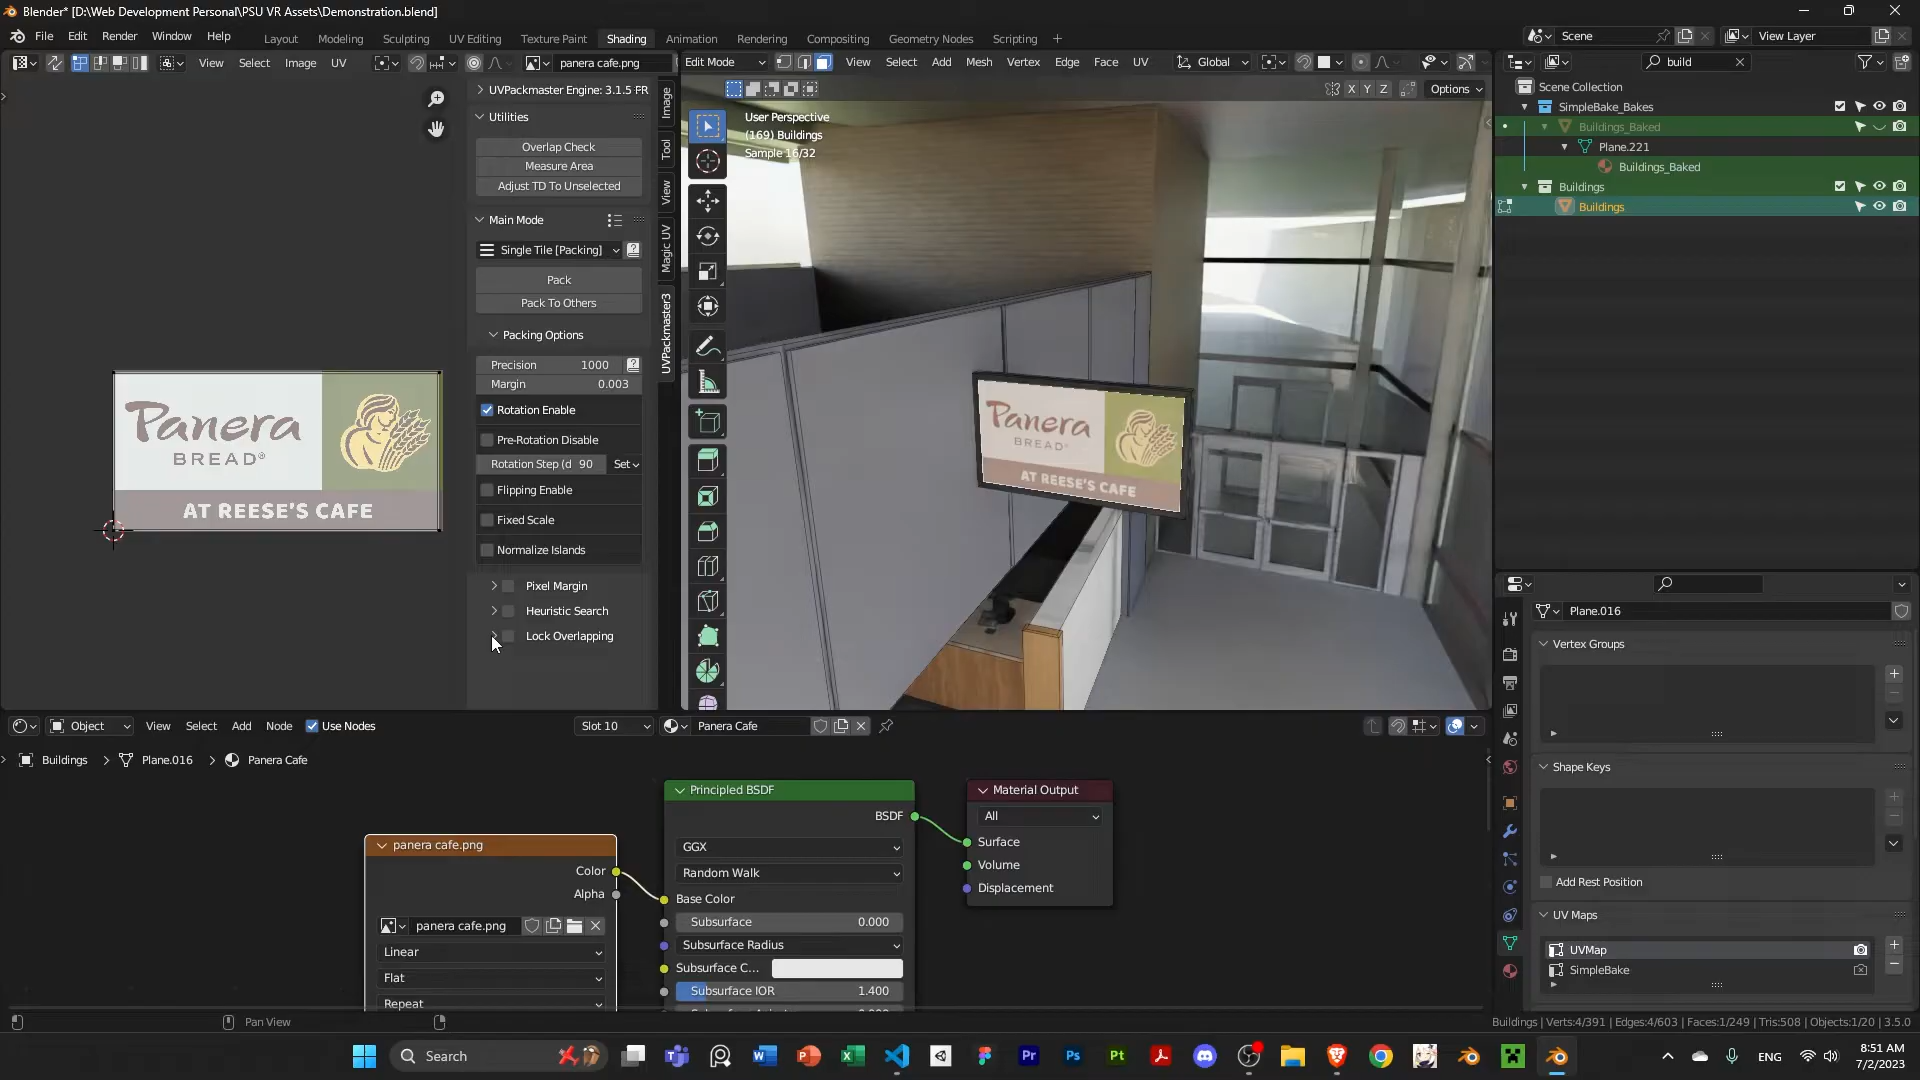 Blender* [D:\Web Development Personal\PSU VR Assets\Demonstration.blend]
File Edit Render Window Help
Layout Modeling Sculpting UV Editing Texture Paint Shading Animation Rendering Compositing Geometry Nodes Scripting +
Scene
View Layer
View Select Image UV
panera cafe.png
Edit Mode
View Select Add Mesh Vertex Edge Face UV
Global
build
X Y Z
Options
UVPackmaster Engine: 3.1.5 FR
Utilities
Overlap Check
Measure Area
Adjust TD To Unselected
Main Mode
Single Tile [Packing]
Pack
Pack To Others
Packing Options
Precision 1000
Margin 0.003
Rotation Enable
Pre-Rotation Disable
Rotation Step (d 90 Set
Flipping Enable
Fixed Scale
Normalize Islands
Pixel Margin
Heuristic Search
Lock Overlapping
Image
Tool
View
Magic UV
UVPackmaster3
Panera
BREAD®
AT REESE'S CAFE
User Perspective
(169) Buildings
Sample 16/32
Panera
BREAD®
AT REESE'S CAFE
Scene Collection
SimpleBake_Bakes
Buildings_Baked
Plane.221
Buildings_Baked
Buildings
Buildings
Plane.016
Vertex Groups
Shape Keys
Add Rest Position
UV Maps
UVMap
SimpleBake
Object
View Select Add Node Use Nodes
Slot 10
Panera Cafe
Buildings > Plane.016 > Panera Cafe
panera cafe.png
Color
Alpha
panera cafe.png
Linear
Flat
Repeat
Principled BSDF
BSDF
GGX
Random Walk
Base Color
Subsurface 0.000
Subsurface Radius
Subsurface C...
Subsurface IOR 1.400
Material Output
All
Surface
Volume
Displacement
Pan View
Buildings | Verts:4/391 | Edges:4/603 | Faces:1/249 | Tris:508 | Objects:1/20 | 3.5.0
Search
Pr
Ps
Pt
ENG
8:51 AM
7/2/2023